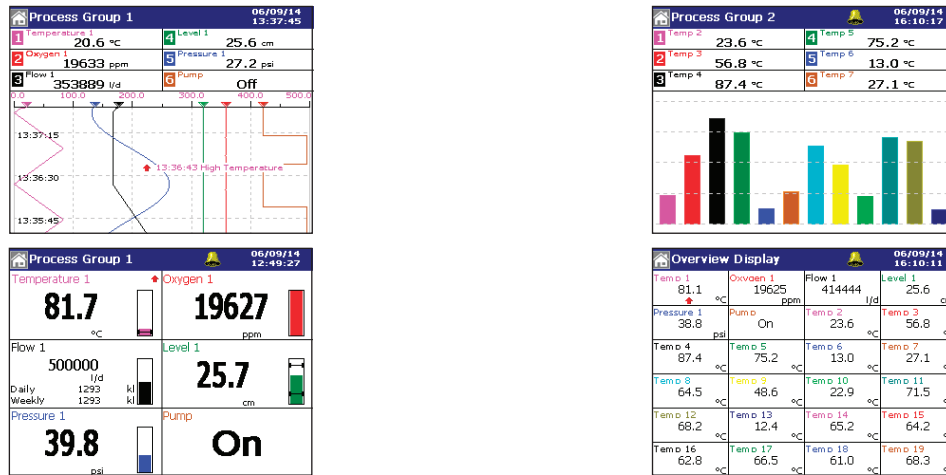 Process Group 1
06/09/14
13:37:45
1 Temperature 1 20.6 °C
4 Level 1 25.6 cm
2 Oxygen 1 19633 ppm
5 Pressure 1 27.2 psi
3 Flow 1 353889 l/d
6 Pump Off
0.0 100.0 200.0 300.0 400.0 500.0
13:37:15
13:36:43 High Temperature
13:36:30
13:35:45
Process Group 2
06/09/14
16:10:17
1 Temp 2 23.6 °C
4 Temp 5 75.2 °C
2 Temp 3 56.8 °C
5 Temp 6 13.0 °C
3 Temp 4 87.4 °C
6 Temp 7 27.1 °C
Process Group 1
06/09/14
12:49:27
Temperature 1
81.7
°C
Oxygen 1
19627
ppm
Flow 1
500000
l/d
Daily 1293 kl
Weekly 1293 kl
Level 1
25.7
cm
Pressure 1
39.8
psi
Pump
On
Overview Display
06/09/14
16:10:11
Temp 1 Oxygen 1 Flow 1 Level 1
81.1 °C 19625 ppm 414444 l/d 25.6
Pressure 1 Pump Temp 2 Temp 3
38.8 psi On 23.6 °C 56.8
Temp 4 Temp 5 Temp 6 Temp 7
87.4 °C 75.2 °C 13.0 °C 27.1
Temp 8 Temp 9 Temp 10 Temp 11
64.5 °C 48.6 °C 22.9 °C 71.5
Temp 12 Temp 13 Temp 14 Temp 15
68.2 °C 12.4 °C 65.2 °C 64.2
Temp 16 Temp 17 Temp 18 Temp 19
62.8 °C 66.5 °C 61.0 °C 68.3